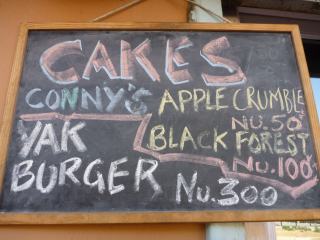 CAKES
CONNY'S
APPLE CRUMBLE
NU.50
BLACK FOREST
NU.100
YAK
BURGER
NU.300